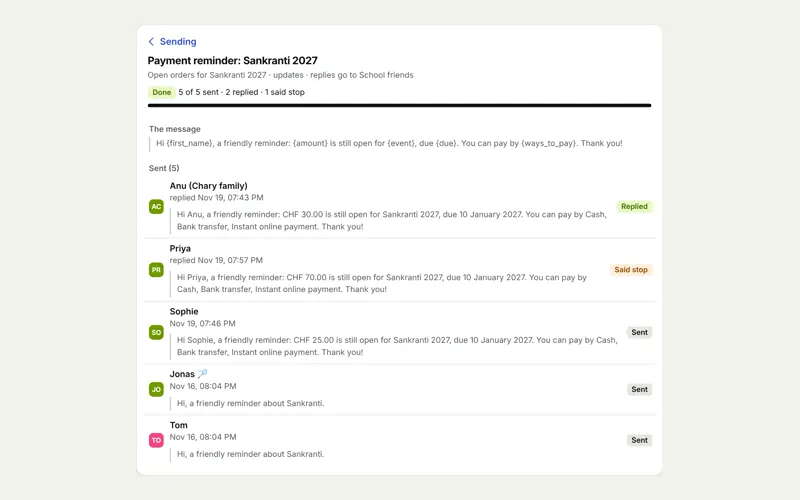 Sending
Payment reminder: Sankranti 2027
Open orders for Sankranti 2027 · updates · replies go to School friends
Done 5 of 5 sent · 2 replied · 1 said stop
The message
Hi {first_name}, a friendly reminder: {amount} is still open for {event}, due {due}. You can pay by {ways_to_pay}. Thank you!
Sent (5)
AC
Anu (Chary family)
replied Nov 19, 07:43 PM
Hi Anu, a friendly reminder: CHF 30.00 is still open for Sankranti 2027, due 10 January 2027. You can pay by Cash,
Bank transfer, Instant online payment. Thank you!
Replied
PR
Priya
replied Nov 19, 07:57 PM
Hi Priya, a friendly reminder: CHF 70.00 is still open for Sankranti 2027, due 10 January 2027. You can pay by
Cash, Bank transfer, Instant online payment. Thank you!
Said stop
SO
Sophie
Nov 19, 07:46 PM
Hi Sophie, a friendly reminder: CHF 25.00 is still open for Sankranti 2027, due 10 January 2027. You can pay by Cash,
Bank transfer, Instant online payment. Thank you!
Sent
JO
Jonas 🏸
Nov 16, 08:04 PM
Hi, a friendly reminder about Sankranti.
Sent
TO
Tom
Nov 16, 08:04 PM
Hi, a friendly reminder about Sankranti.
Sent